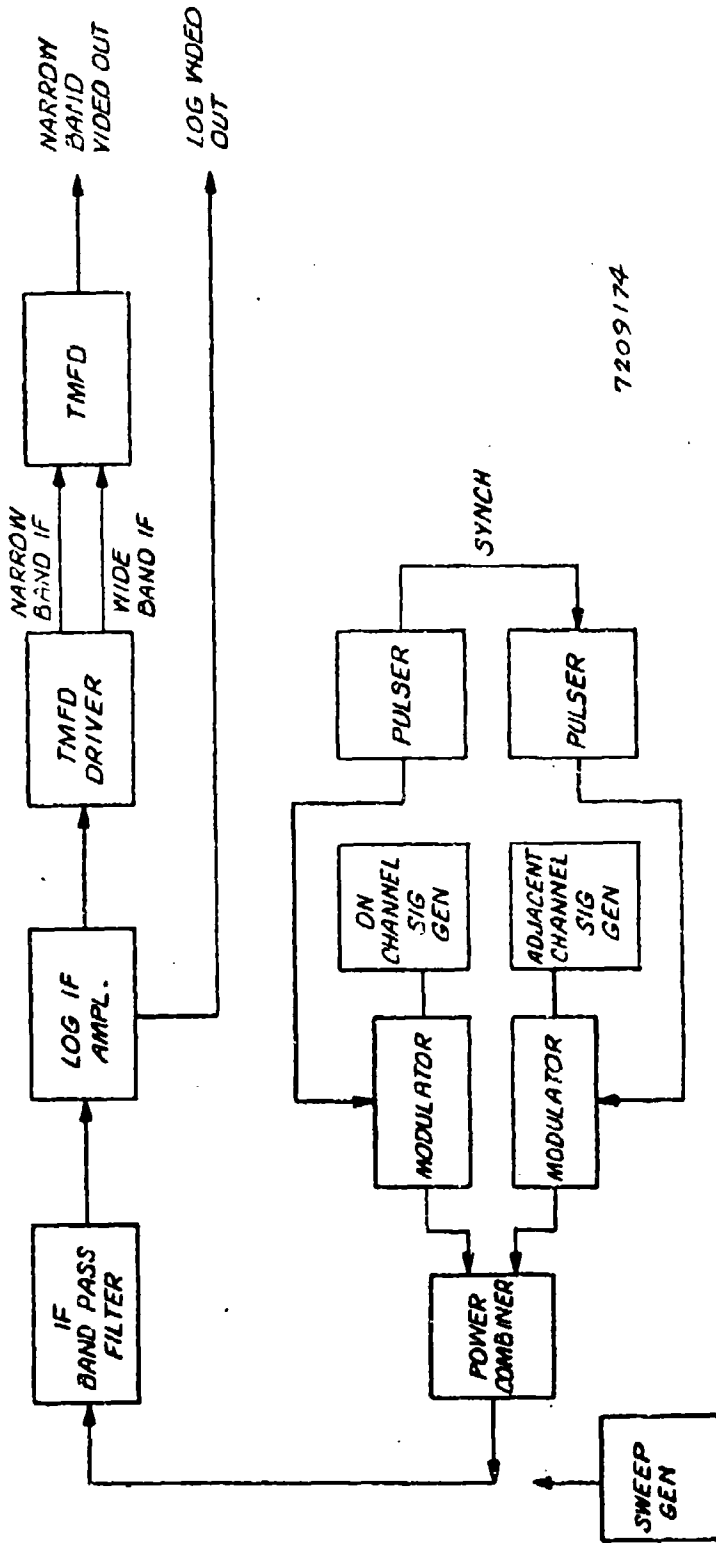 NARROW
BAND
VIDEO OUT
LOG VIDEO
OUT
TMFD
NARROW
BAND IF
WIDE
BAND IF
TMFD
DRIVER
LOG IF
AMPL.
IF
BAND PASS
FILTER
7209174
SYNCH
PULSER
PULSER
ON
CHANNEL
SIG
GEN
ADJACENT
CHANNEL
SIG
GEN
MODULATOR
MODULATOR
POWER
COMBINER
SWEEP
GEN